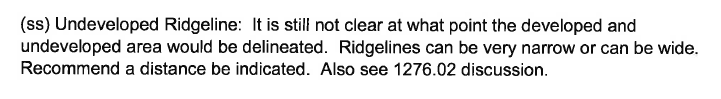 (ss) Undeveloped Ridgeline:  It is still not clear at what point the developed and
undeveloped area would be delineated.  Ridgelines can be very narrow or can be wide.
Recommend a distance be indicated.  Also see 1276.02 discussion.